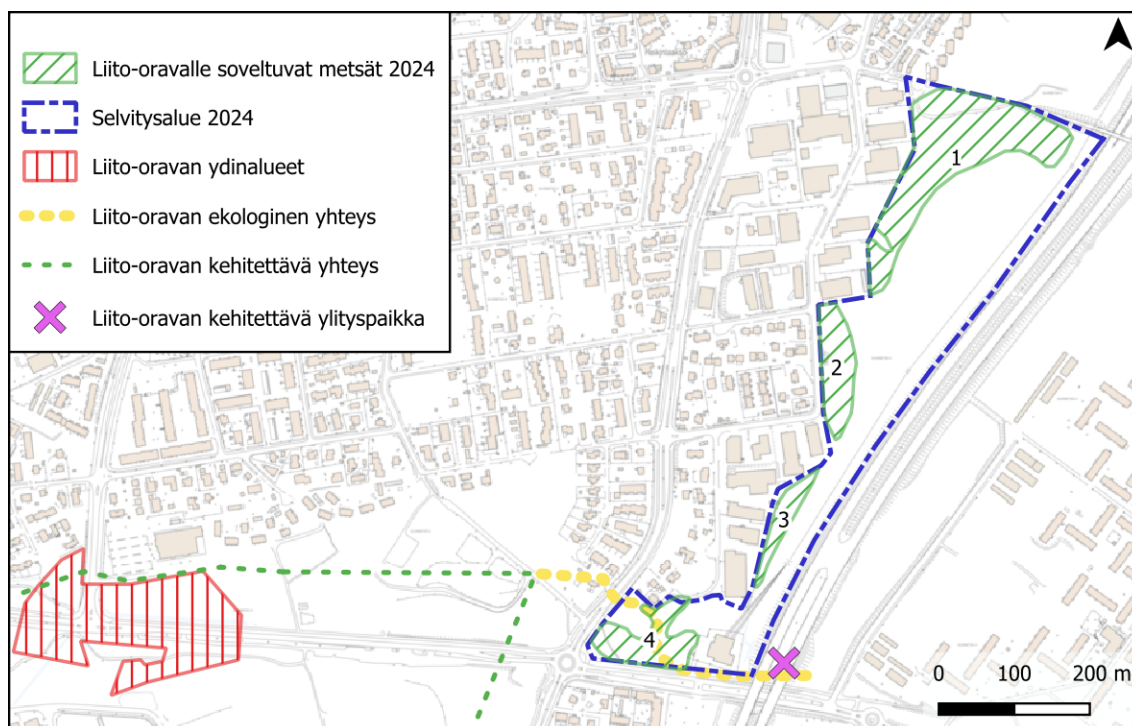 Liito-oravalle soveltuvat metsät 2024
Selvitysalue 2024
Liito-oravan ydinalueet
Liito-oravan ekologinen yhteys
Liito-oravan kehitettävä yhteys
Liito-oravan kehitettävä ylityspaikka
1
2
3
4
0 100 200 m